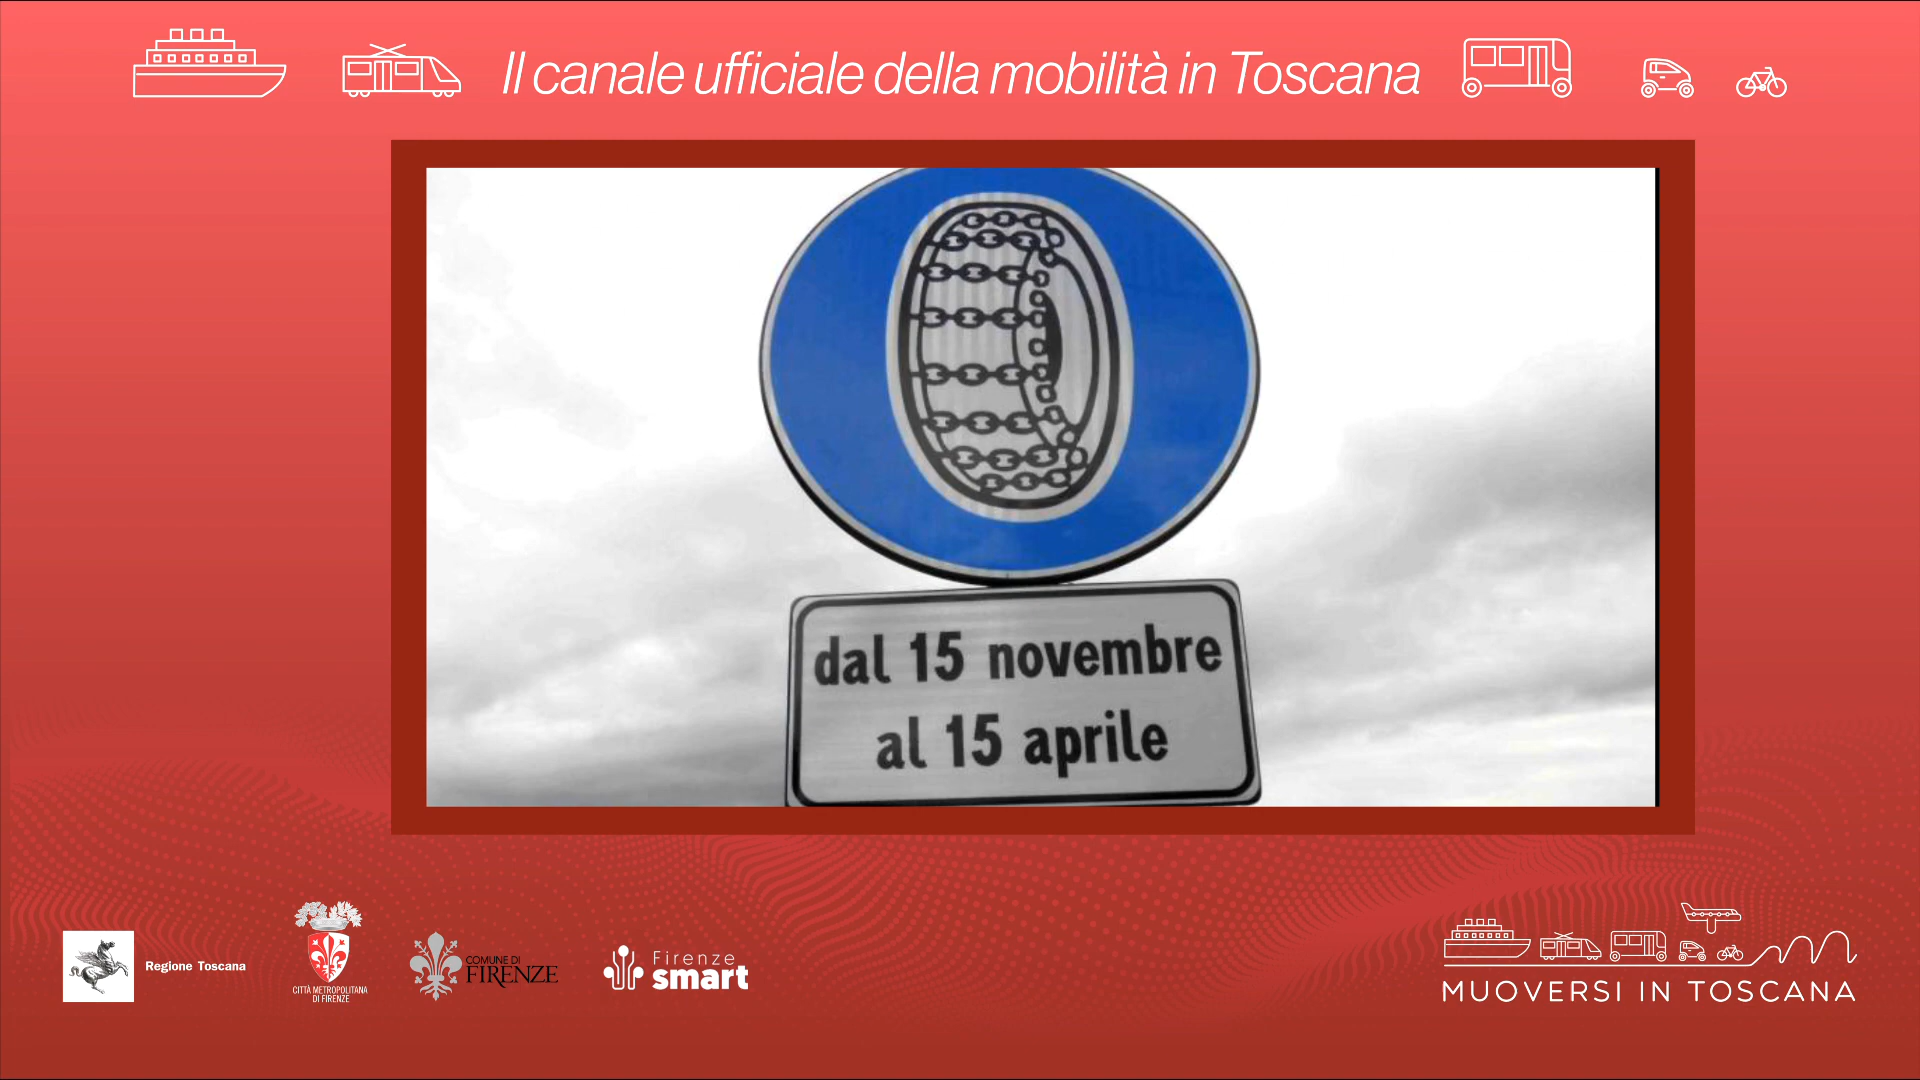 Il canale ufficiale della mobilità in Toscana
dal 15 novembre
al 15 aprile
Regione Toscana
CITTÀ METROPOLITANA
DI FIRENZE
COMUNE DI
FIRENZE
Firenze
smart
MUOVERSI IN TOSCANA